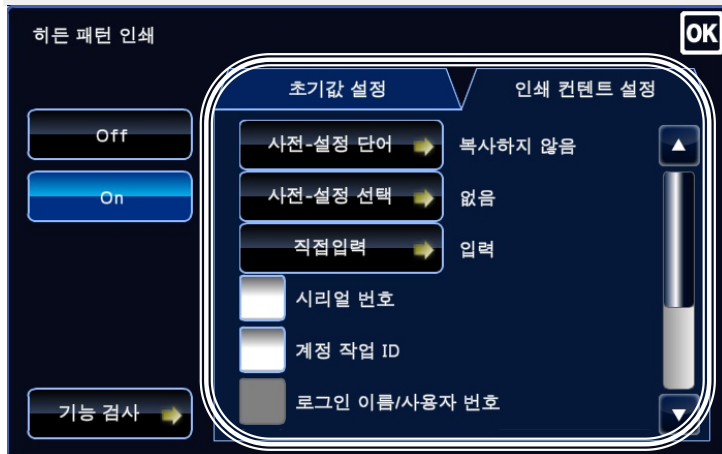 히든 패턴 인쇄
OK
초기값 설정
인쇄 컨텐트 설정
Off
On
사전-설정 단어
복사하지 않음
사전-설정 선택
없음
직접입력
입력
시리얼 번호
계정 작업 ID
로그인 이름/사용자 번호
기능 검사